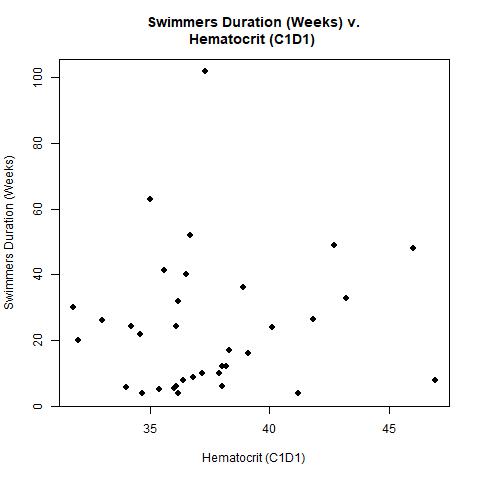 Swimmers Duration (Weeks) v.
Hematocrit (C1D1)
Swimmers Duration (Weeks)
100
80
60
40
20
0
35 40 45
Hematocrit (C1D1)